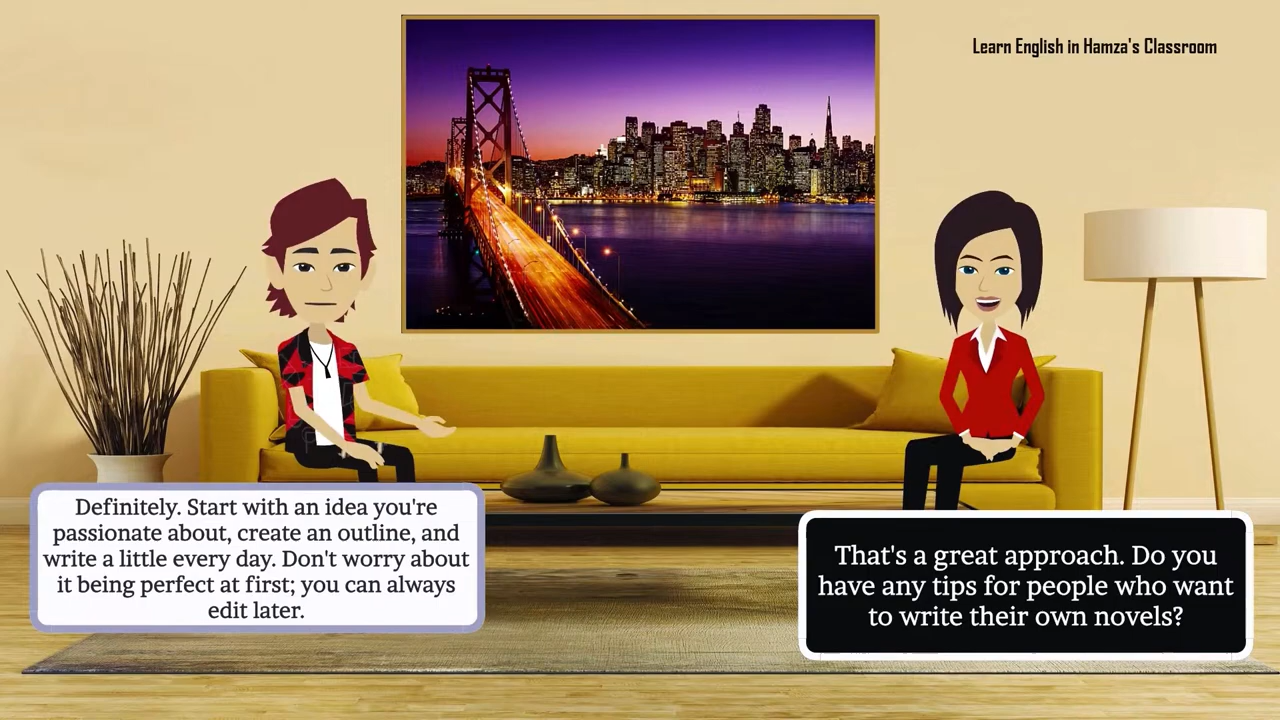 Learn English in Hamza's Classroom
Definitely. Start with an idea you're
passionate about, create an outline, and
write a little every day. Don't worry about
it being perfect at first; you can always
edit later.
That's a great approach. Do you
have any tips for people who want
to write their own novels?